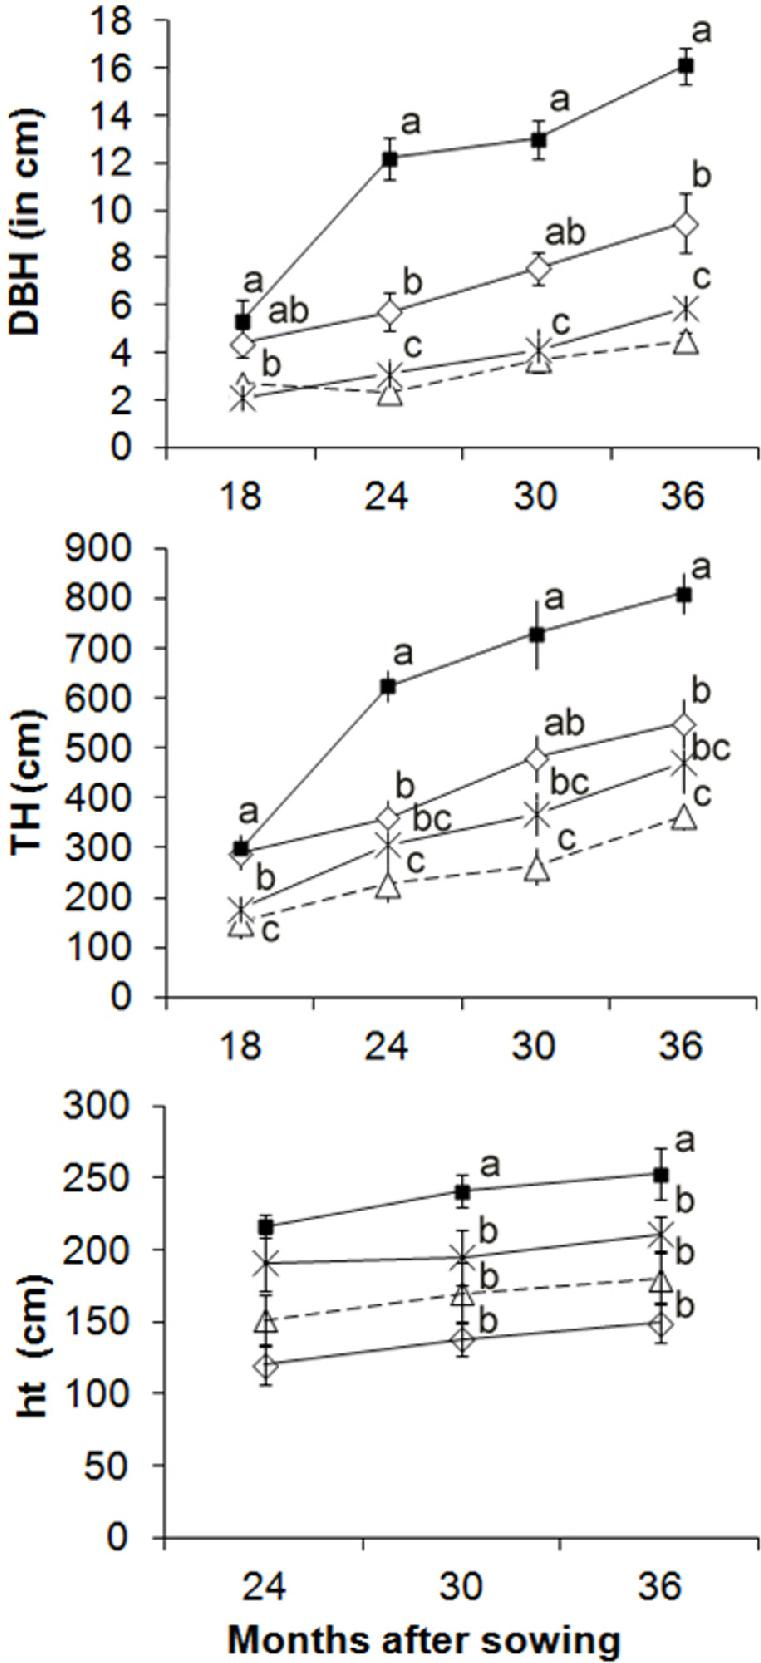 18
16
14
12
10
8
6
4
2
0
DBH (in cm)
a
a
a
a
ab
b
ab
b
b
c
c
c
18 24 30 36
900
800
700
600
500
400
300
200
100
0
TH (cm)
a
a
a
a
b
ab
b
b
bc
bc
bc
c
c
c
c
18 24 30 36
300
250
200
150
100
50
0
ht (cm)
a
a
b
b
b
b
b
b
24 30 36
Months after sowing